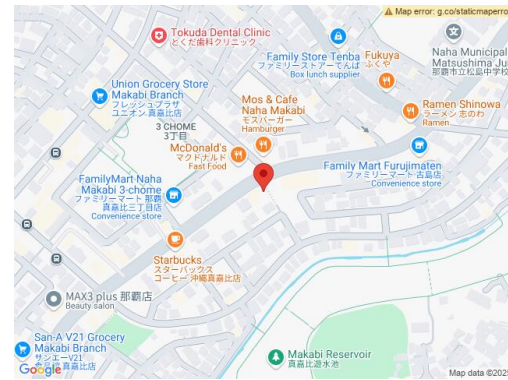 Map error: g.co/staticmaperro
Tokuda Dental Clinic
とくだ歯科クリニック
Family Store Tenba
ファミリーストアーてんば
Box lunch supplier
Fukuya
ふくや
Naha Municipal
Matsushima Ju
那覇市立松島中学校
Union Grocery Store
Makabi Branch
フレッシュプラザ
ユニオン 真嘉比店
Mos & Cafe
Naha Makabi
モスバーガー
Hamburger
Ramen Shinowa
ラーメン 志のわ
Ramen
3 CHOME
3丁目
McDonald's
マクドナルド
Fast Food
Family Mart Furujimaten
ファミリーマート 古島店
Convenience store
FamilyMart Naha
Makabi 3-chome
ファミリーマート 那覇
真嘉比三丁目店
Convenience store
Starbucks
スターバックス
コーヒー 沖縄真嘉比店
MAX3 plus 那覇店
Beauty salon
San-A V21 Grocery
Makabi Branch
サンエーV21
Makabi Reservoir
真嘉比遊水池
Google
Map data ©2025